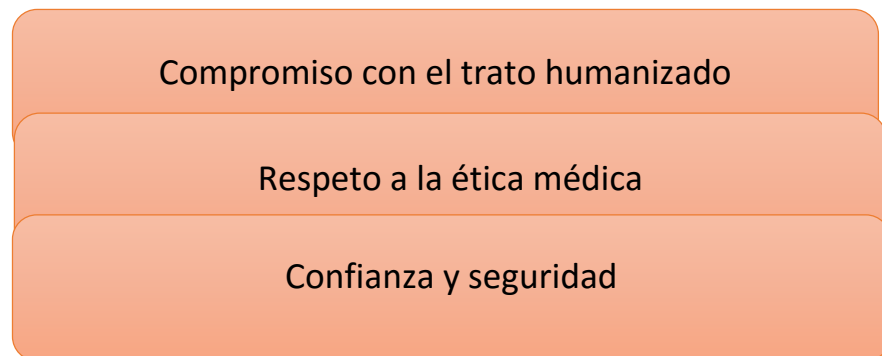 Compromiso con el trato humanizado
Respeto a la ética médica
Confianza y seguridad